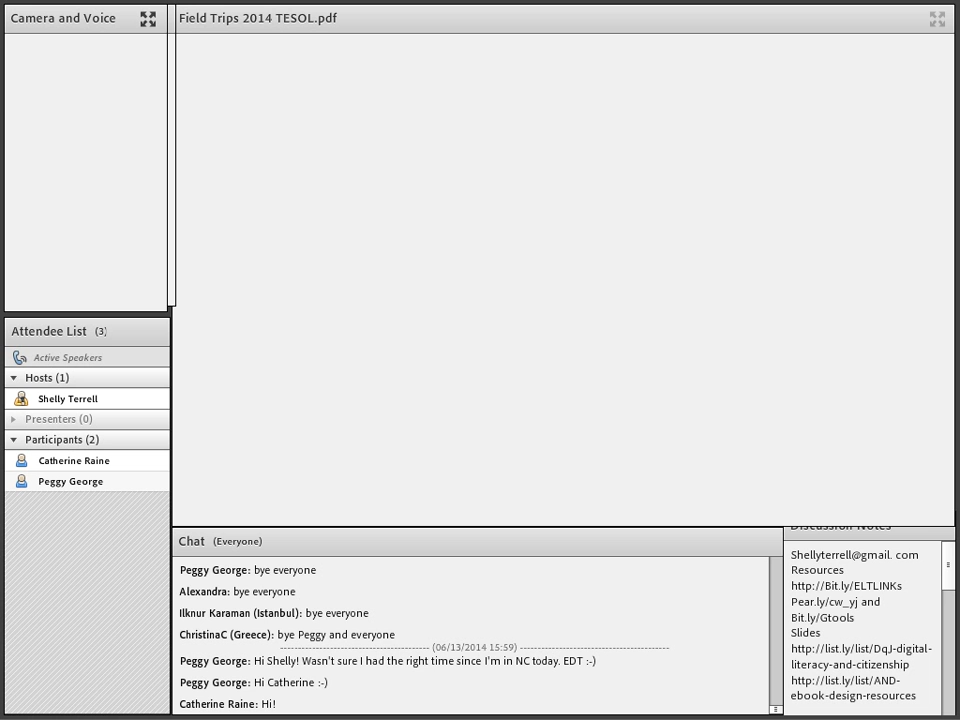 Camera and Voice
Field Trips 2014 TESOL.pdf
Attendee List (3)
Active Speakers
Hosts (1)
Shelly Terrell
Presenters (0)
Participants (2)
Catherine Raine
Peggy George
Chat (Everyone)
Peggy George: bye everyone
Alexandra: bye everyone
Ilknur Karaman (Istanbul): bye everyone
ChristinaC (Greece): bye Peggy and everyone
(06/13/2014 15:59)
Peggy George: Hi Shelly! Wasn't sure I had the right time since I'm in NC today. EDT :-)
Peggy George: Hi Catherine :-)
Catherine Raine: Hi!
Discussion Notes
Shellyterrell@gmail. com
Resources
http://Bit.ly/ELTLINKs
Pear.ly/cw_yj and
Bit.ly/Gtools
Slides
http://list.ly/list/DqJ-digital-
literacy-and-citizenship
http://list.ly/list/AND-
ebook-design-resources